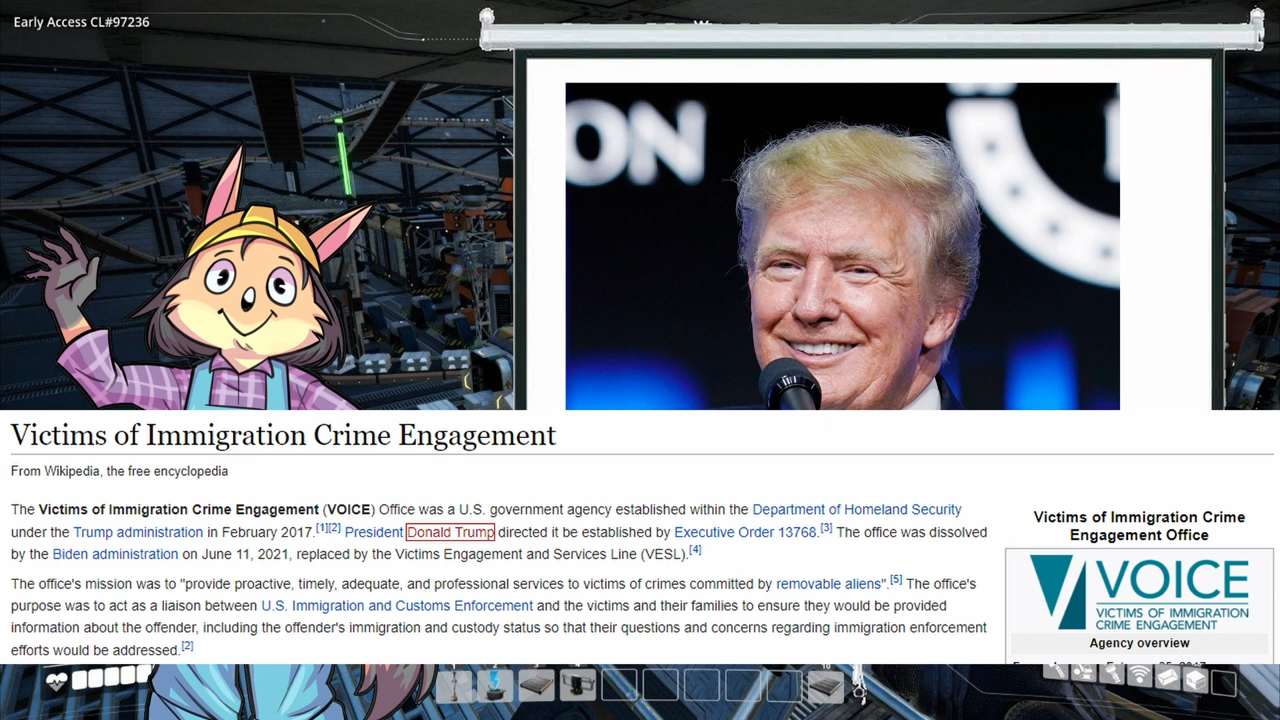 Early Access CL#97236
ON
Victims of Immigration Crime Engagement
From Wikipedia, the free encyclopedia
The Victims of Immigration Crime Engagement (VOICE) Office was a U.S. government agency established within the Department of Homeland Security
under the Trump administration in February 2017.[1][2] President Donald Trump directed it be established by Executive Order 13768.[3] The office was dissolved
by the Biden administration on June 11, 2021, replaced by the Victims Engagement and Services Line (VESL).[4]
The office's mission was to "provide proactive, timely, adequate, and professional services to victims of crimes committed by removable aliens".[5] The office's
purpose was to act as a liaison between U.S. Immigration and Customs Enforcement and the victims and their families to ensure they would be provided
information about the offender, including the offender's immigration and custody status so that their questions and concerns regarding immigration enforcement
efforts would be addressed.[2]
Victims of Immigration Crime
Engagement Office
VOICE
VICTIMS OF IMMIGRATION
CRIME ENGAGEMENT
Agency overview
10